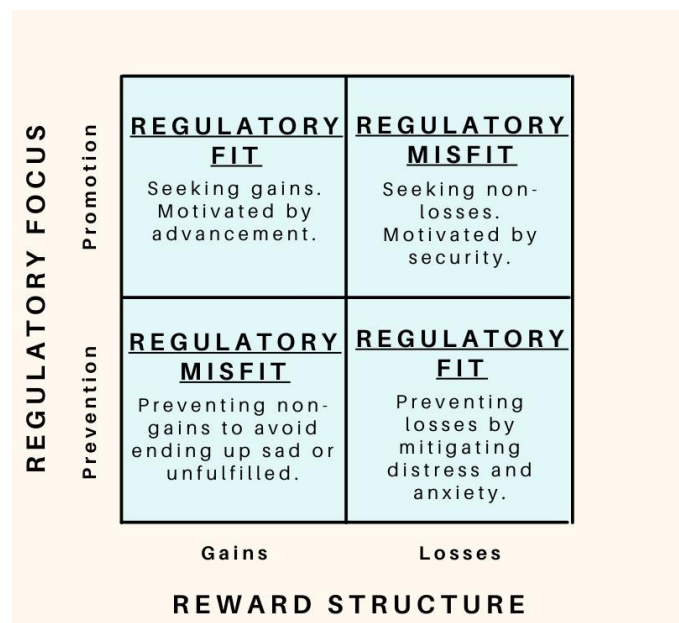 REGULATORY FOCUS
Promotion
REGULATORY
FIT
Seeking gains.
Motivated by
advancement.
REGULATORY
MISFIT
Seeking non-
losses.
Motivated by
security.
Prevention
REGULATORY
MISFIT
Preventing non-
gains to avoid
ending up sad or
unfulfilled.
REGULATORY
FIT
Preventing
losses by
mitigating
distress and
anxiety.
Gains
Losses
REWARD STRUCTURE